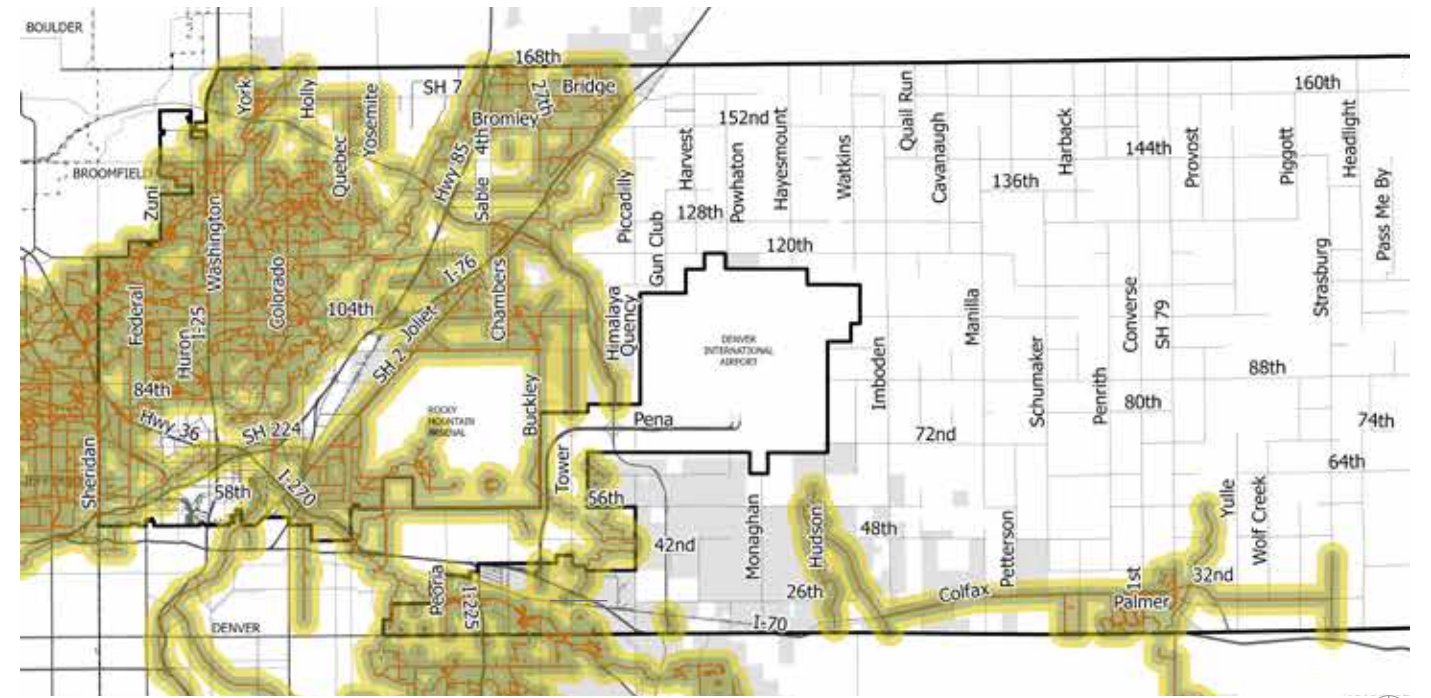 BOULDER
168th
York
Holly
Yosemite
SH 7
27th
Bridge
160th
Bromley
4th
152nd
Harvest
Powhaton
Hayesmount
Watkins
Quail Run
Cavanaugh
Harback
144th
Provost
Piggott
Headlight
BROOMFIELD
Quebec
Hwy 85
Sable
Zuni
Washington
Piccadilly
Gun Club
128th
136th
Pass Me By
120th
Federal
Huron
I-25
Colorado
104th
I-76
Joliet
SH 2
Chambers
Himalaya
Quency
DENVER
INTERNATIONAL
AIRPORT
Imboden
Manilla
Schumaker
Converse
SH 79
Strasburg
84th
88th
Hwy 36
SH 224
ROCKY
MOUNTAIN
ARSENAL
Buckley
Pena
Penrith
80th
72nd
74th
64th
Sheridan
58th
I-270
Tower
56th
42nd
Monaghan
Hudson
48th
Petterson
Yulle
Wolf Creek
Peoria
I-225
26th
Colfax
1st
Palmer
32nd
DENVER
I-70